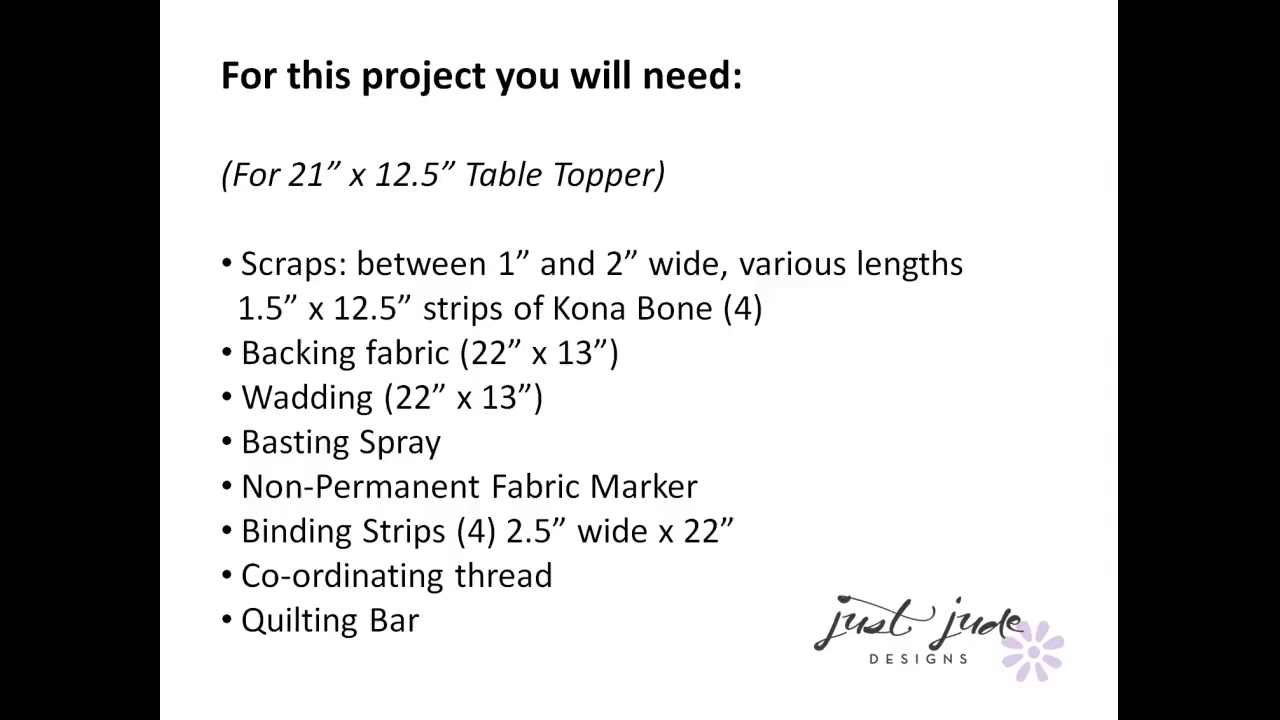 For this project you will need:
(For 21” x 12.5” Table Topper)
• Scraps: between 1” and 2” wide, various lengths
1.5” x 12.5” strips of Kona Bone (4)
• Backing fabric (22” x 13”)
• Wadding (22” x 13”)
• Basting Spray
• Non-Permanent Fabric Marker
• Binding Strips (4) 2.5” wide x 22”
• Co-ordinating thread
• Quilting Bar
just jude
DESIGNS